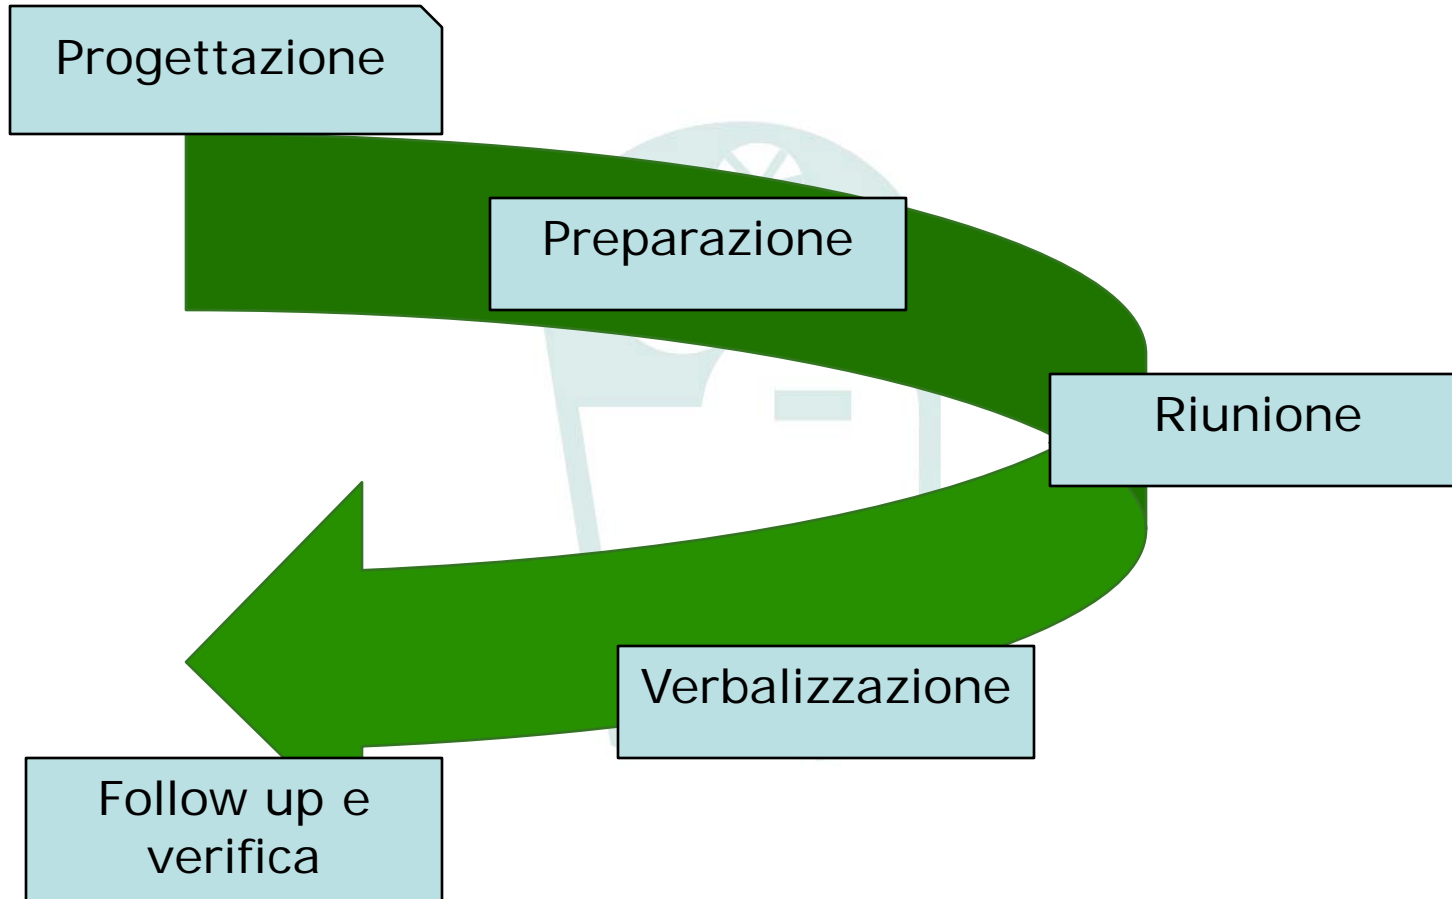 Progettazione
Preparazione
Riunione
Verbalizzazione
Follow up e
verifica